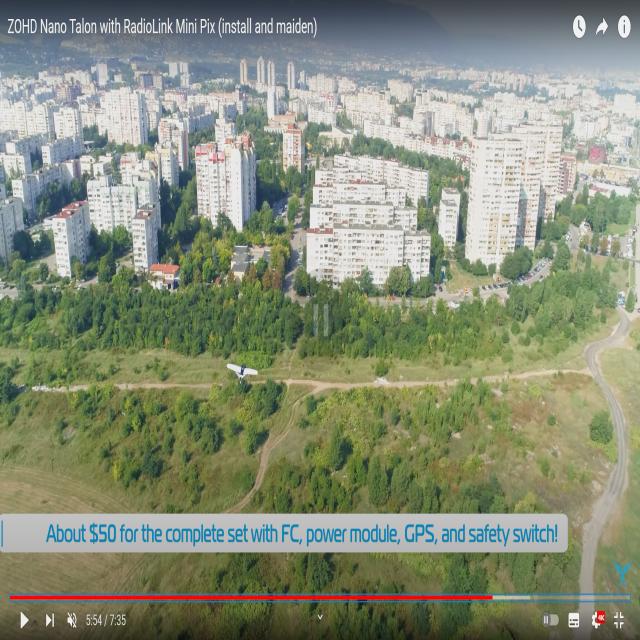 ZOHD Nano Talon with RadioLink Mini Pix (install and maiden)
About $50 for the complete set with FC, power module, GPS, and safety switch!
5:54 / 7:35